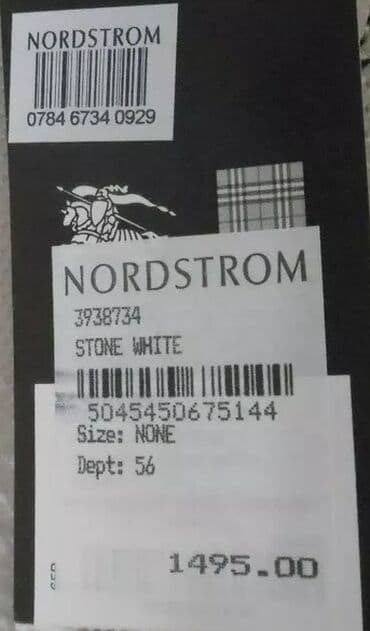 NORDSTROM
0784 6734 0929
NORDSTROM
3938734
STONE WHITE
5045450675144
Size: NONE
Dept: 56
1495.00